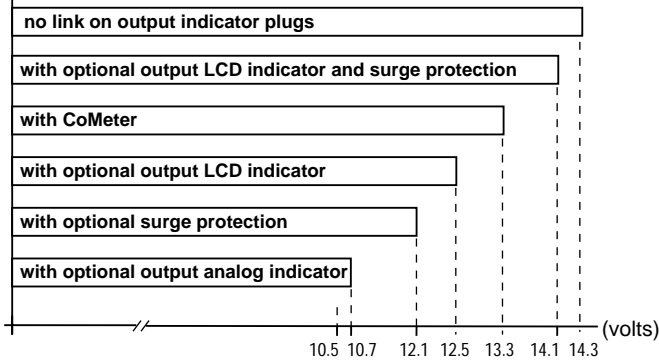 no link on output indicator plugs
with optional output LCD indicator and surge protection
with CoMeter
with optional output LCD indicator
with optional surge protection
with optional output analog indicator
(volts)
10.5 10.7 12.1 12.5 13.3 14.1 14.3